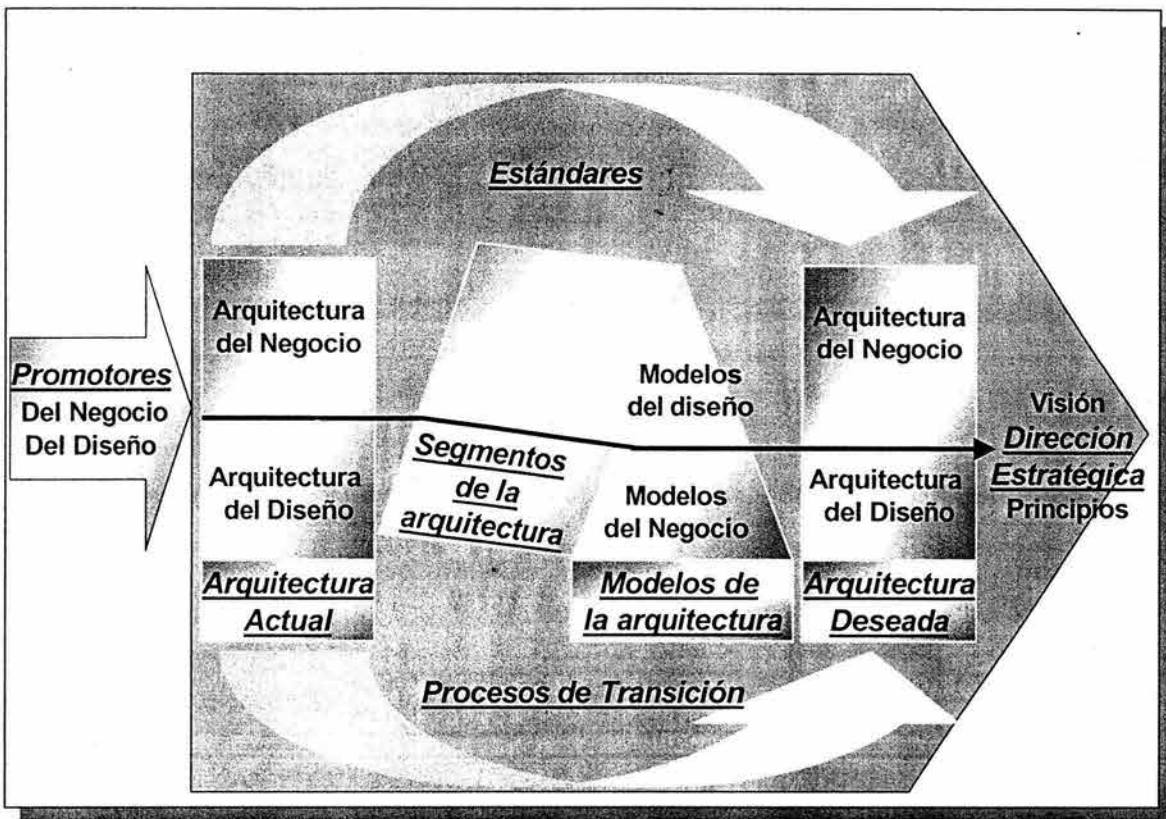 Estándares
Promotores
Del Negocio
Del Diseño
Arquitectura
del Negocio
Arquitectura
del Diseño
Arquitectura
Actual
Segmentos
de la
arquitectura
Modelos
del diseño
Modelos
del Negocio
Modelos de
la arquitectura
Arquitectura
del Negocio
Arquitectura
del Diseño
Arquitectura
Deseada
Visión
Dirección
Estratégica
Principios
Procesos de Transición